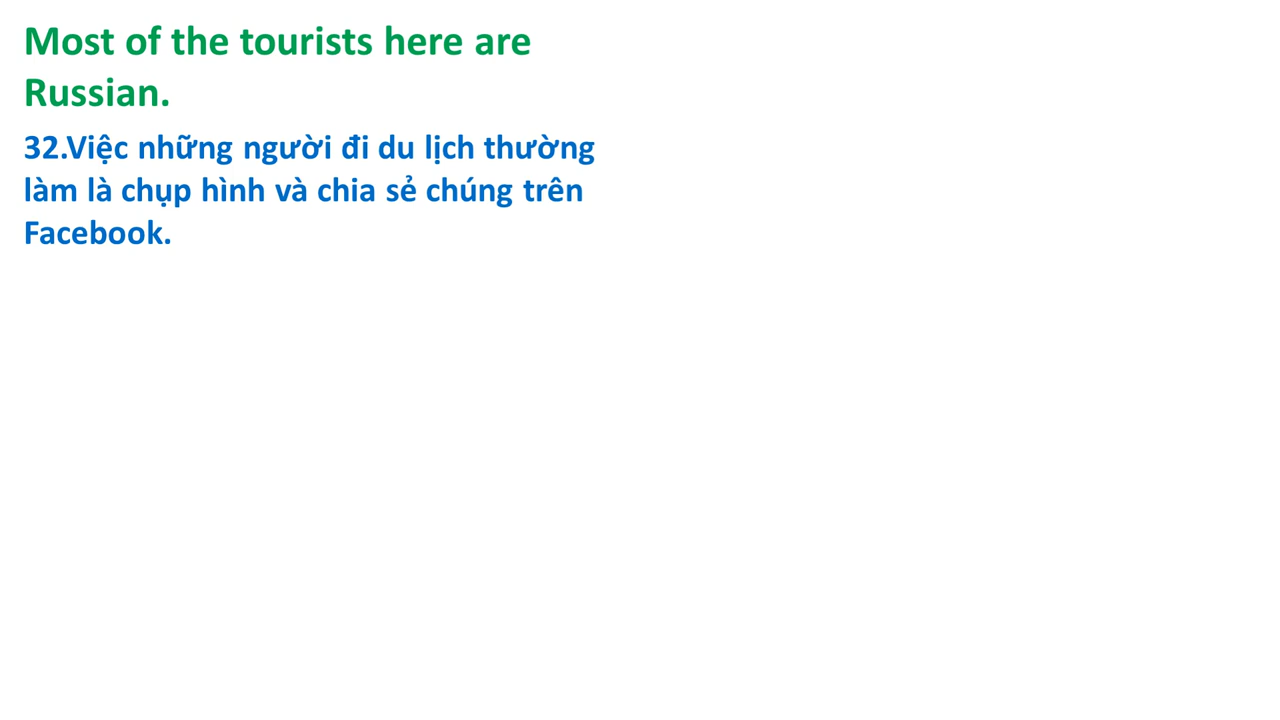 Most of the tourists here are
Russian.
32.Việc những người đi du lịch thường
làm là chụp hình và chia sẻ chúng trên
Facebook.